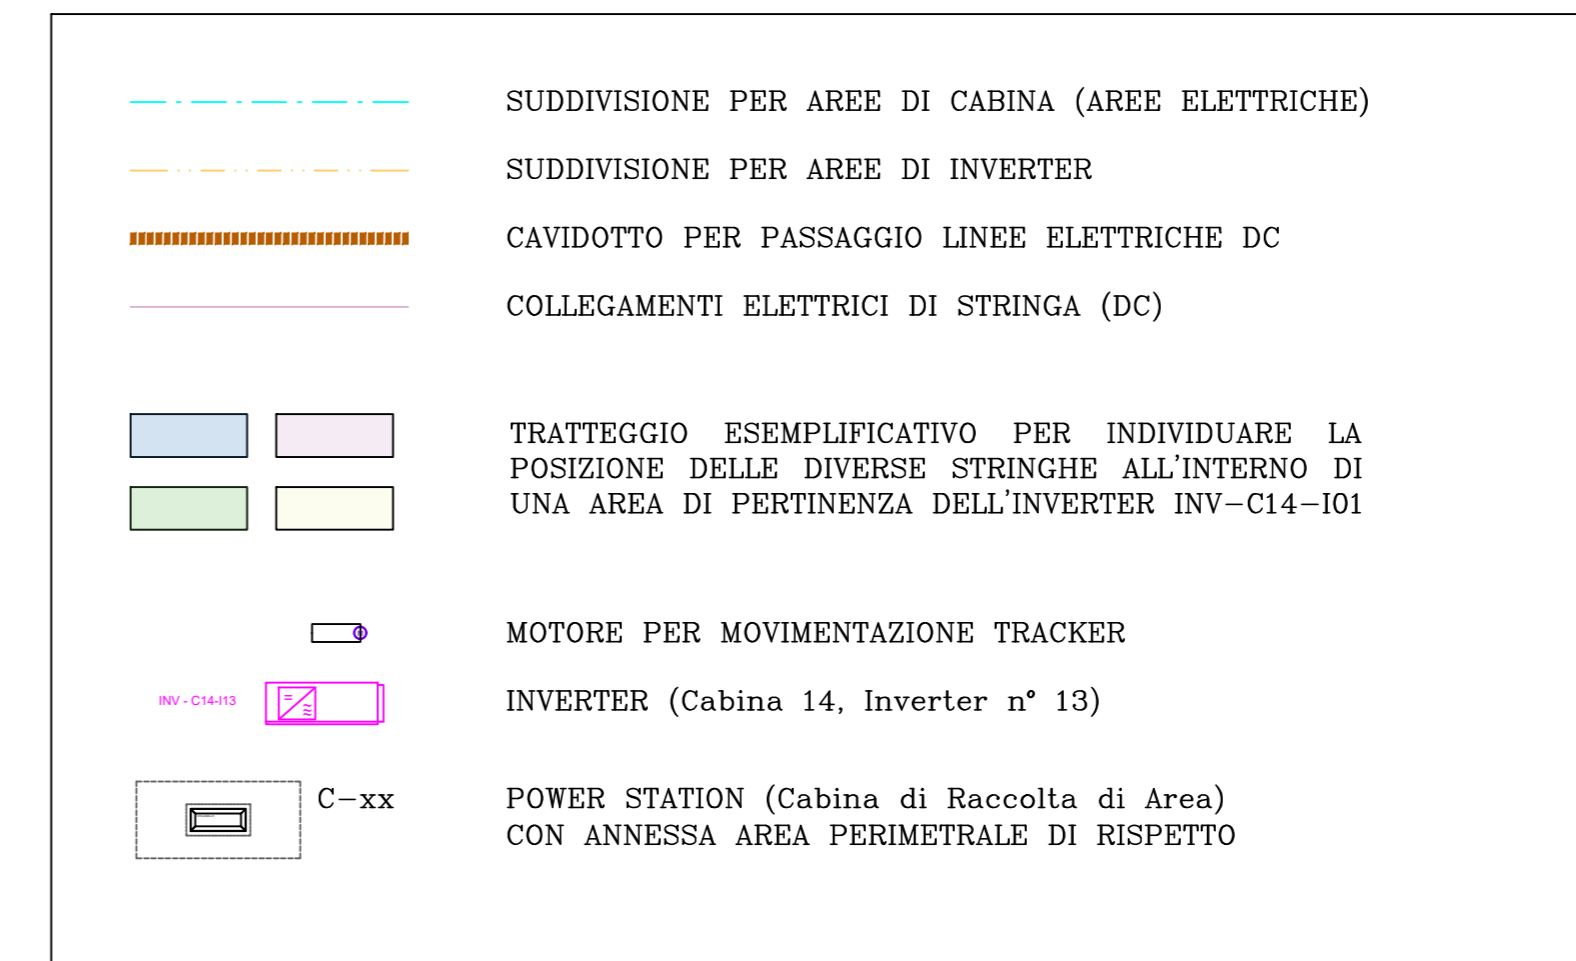 SUDDIVISIONE PER AREE DI CABINA (AREE ELETTRICHE)
SUDDIVISIONE PER AREE DI INVERTER
CAVIDOTTO PER PASSAGGIO LINEE ELETTRICHE DC
COLLEGAMENTI ELETTRICI DI STRINGA (DC)
TRATTEGGIO ESEMPLIFICATIVO PER INDIVIDUARE LA
POSIZIONE DELLE DIVERSE STRINGHE ALL'INTERNO DI
UNA AREA DI PERTINENZA DELL'INVERTER INV-C14-I01
MOTORE PER MOVIMENTAZIONE TRACKER
INV - C14-I13 INVERTER (Cabina 14, Inverter n° 13)
C-xx POWER STATION (Cabina di Raccolta di Area)
CON ANNESSA AREA PERIMETRALE DI RISPETTO